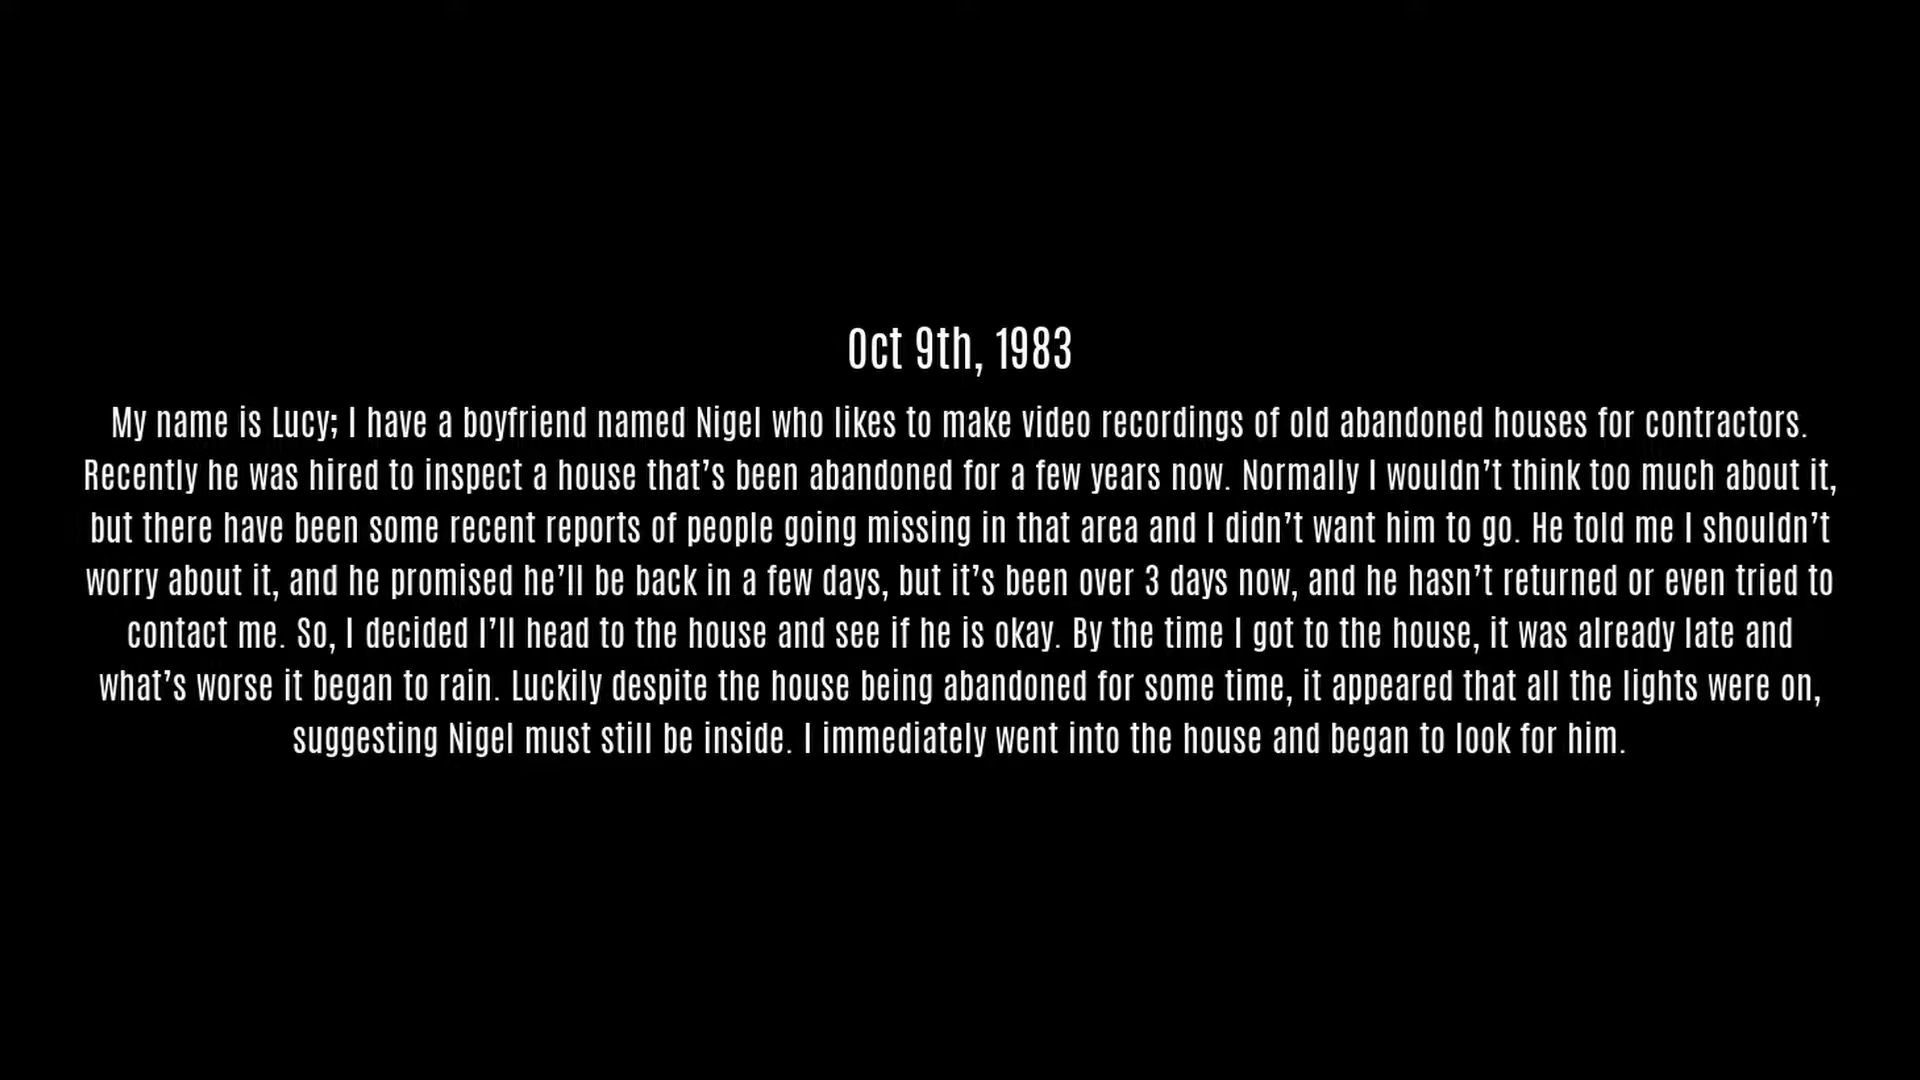 Oct 9th, 1983
My name is Lucy; I have a boyfriend named Nigel who likes to make video recordings of old abandoned houses for contractors.
Recently he was hired to inspect a house that’s been abandoned for a few years now. Normally I wouldn’t think too much about it,
but there have been some recent reports of people going missing in that area and I didn’t want him to go. He told me I shouldn’t
worry about it, and he promised he’ll be back in a few days, but it’s been over 3 days now, and he hasn’t returned or even tried to
contact me. So, I decided I’ll head to the house and see if he is okay. By the time I got to the house, it was already late and
what’s worse it began to rain. Luckily despite the house being abandoned for some time, it appeared that all the lights were on,
suggesting Nigel must still be inside. I immediately went into the house and began to look for him.